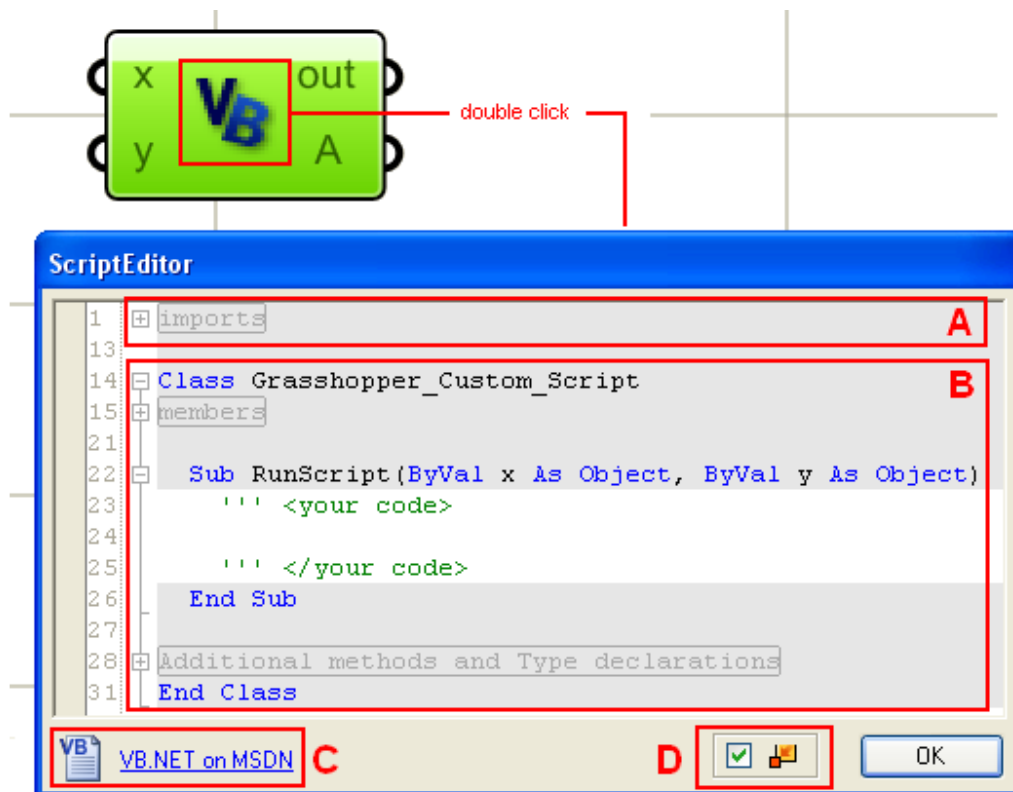 x VB out
double click
y A
ScriptEditor
1 imports A
13
14 Class Grasshopper_Custom_Script B
15 members
21
22 Sub RunScript(ByVal x As Object, ByVal y As Object)
23 ''' <your code>
24
25 ''' </your code>
26 End Sub
27
28 Additional methods and Type declarations
31 End Class
VB VB.NET on MSDN C D OK